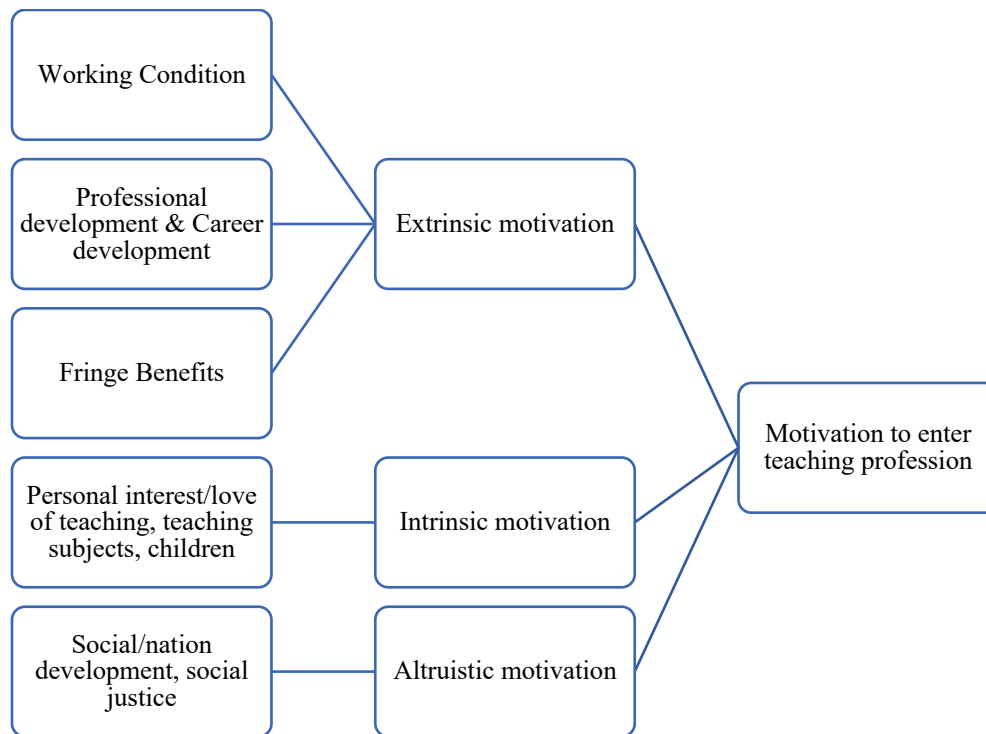 Working Condition
Professional
development & Career
development
Extrinsic motivation
Fringe Benefits
Motivation to enter
teaching profession
Personal interest/love
of teaching, teaching
subjects, children
Intrinsic motivation
Social/nation
development, social
justice
Altruistic motivation